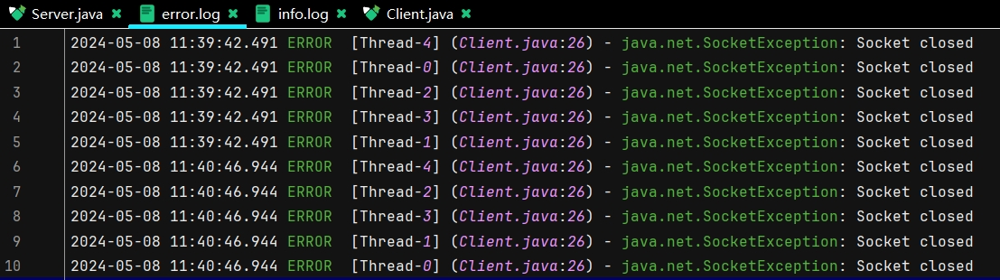 Server.java error.log info.log Client.java
1 2024-05-08 11:39:42.491 ERROR [Thread-4] (Client.java:26) - java.net.SocketException: Socket closed
2 2024-05-08 11:39:42.491 ERROR [Thread-0] (Client.java:26) - java.net.SocketException: Socket closed
3 2024-05-08 11:39:42.491 ERROR [Thread-2] (Client.java:26) - java.net.SocketException: Socket closed
4 2024-05-08 11:39:42.491 ERROR [Thread-3] (Client.java:26) - java.net.SocketException: Socket closed
5 2024-05-08 11:39:42.491 ERROR [Thread-1] (Client.java:26) - java.net.SocketException: Socket closed
6 2024-05-08 11:40:46.944 ERROR [Thread-4] (Client.java:26) - java.net.SocketException: Socket closed
7 2024-05-08 11:40:46.944 ERROR [Thread-2] (Client.java:26) - java.net.SocketException: Socket closed
8 2024-05-08 11:40:46.944 ERROR [Thread-3] (Client.java:26) - java.net.SocketException: Socket closed
9 2024-05-08 11:40:46.944 ERROR [Thread-1] (Client.java:26) - java.net.SocketException: Socket closed
10 2024-05-08 11:40:46.944 ERROR [Thread-0] (Client.java:26) - java.net.SocketException: Socket closed